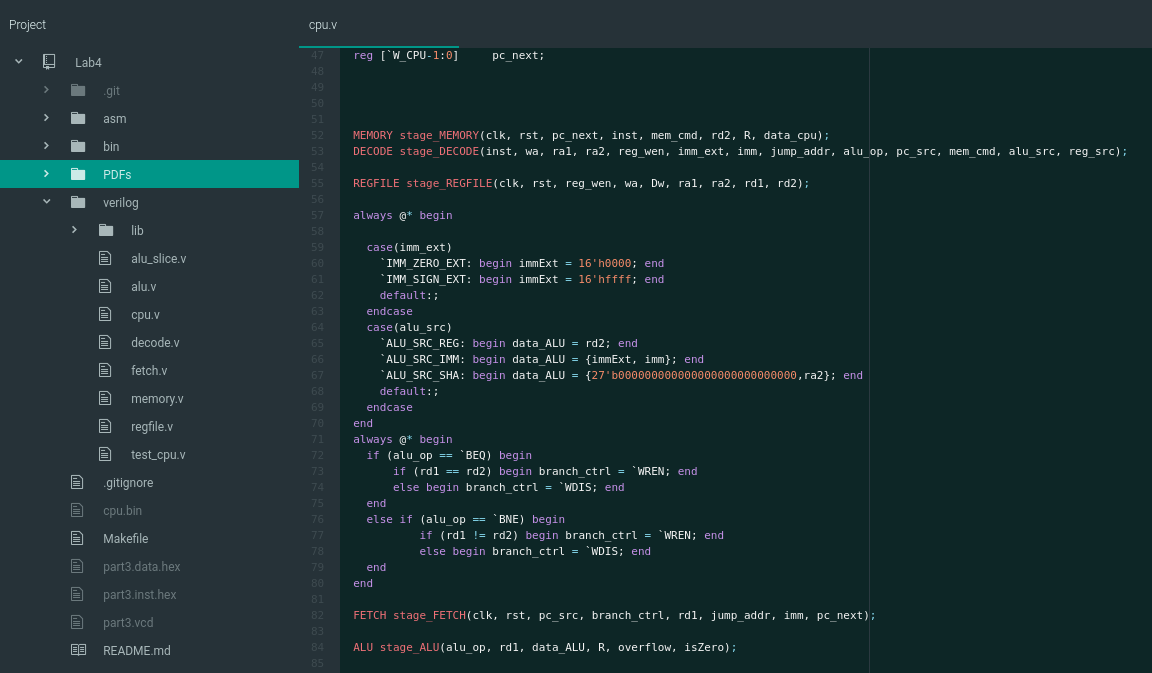 Project
Lab4
.git
asm
bin
PDFs
verilog
lib
alu_slice.v
alu.v
cpu.v
decode.v
fetch.v
memory.v
regfile.v
test_cpu.v
.gitignore
cpu.bin
Makefile
part3.data.hex
part3.inst.hex
part3.vcd
README.md
cpu.v
47 reg [`W_CPU-1:0]     pc_next;
48
49
50
51
52 MEMORY stage_MEMORY(clk, rst, pc_next, inst, mem_cmd, rd2, R, data_cpu);
53 DECODE stage_DECODE(inst, wa, ra1, ra2, reg_wen, imm_ext, imm, jump_addr, alu_op, pc_src, mem_cmd, alu_src, reg_src);
54
55 REGFILE stage_REGFILE(clk, rst, reg_wen, wa, Dw, ra1, ra2, rd1, rd2);
56
57 always @* begin
58
59   case(imm_ext)
60     `IMM_ZERO_EXT: begin immExt = 16'h0000; end
61     `IMM_SIGN_EXT: begin immExt = 16'hffff; end
62     default:;
63   endcase
64   case(alu_src)
65     `ALU_SRC_REG: begin data_ALU = rd2; end
66     `ALU_SRC_IMM: begin data_ALU = {immExt, imm}; end
67     `ALU_SRC_SHA: begin data_ALU = {27'b000000000000000000000000000,ra2}; end
68     default:;
69   endcase
70 end
71 always @* begin
72   if (alu_op == `BEQ) begin
73       if (rd1 == rd2) begin branch_ctrl = `WREN; end
74       else begin branch_ctrl = `WDIS; end
75   end
76   else if (alu_op == `BNE) begin
77           if (rd1 != rd2) begin branch_ctrl = `WREN; end
78           else begin branch_ctrl = `WDIS; end
79   end
80 end
81
82 FETCH stage_FETCH(clk, rst, pc_src, branch_ctrl, rd1, jump_addr, imm, pc_next);
83
84 ALU stage_ALU(alu_op, rd1, data_ALU, R, overflow, isZero);
85